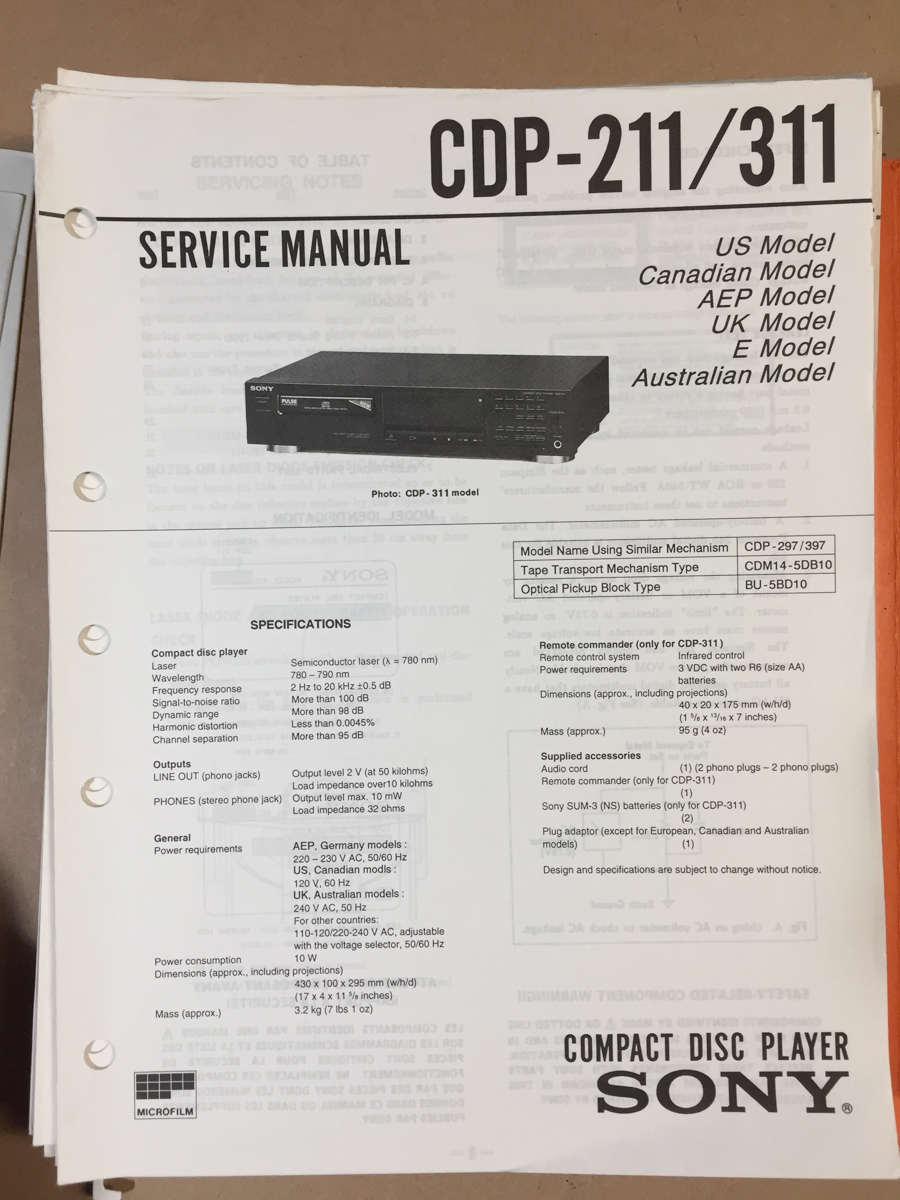 CDP-211/311
SERVICE MANUAL
US Model
Canadian Model
AEP Model
UK Model
E Model
Australian Model
SONY
PULSE
Photo: CDP-311 model
Model Name Using Similar Mechanism CDP-297/397
Tape Transport Mechanism Type CDM14-5DB10
Optical Pickup Block Type BU-5BD10
SPECIFICATIONS
Compact disc player
Laser Semiconductor laser (λ = 780 nm)
Wavelength 780 – 790 nm
Frequency response 2 Hz to 20 kHz ±0.5 dB
Signal-to-noise ratio More than 100 dB
Dynamic range More than 98 dB
Harmonic distortion Less than 0.0045%
Channel separation More than 95 dB
Outputs
LINE OUT (phono jacks) Output level 2 V (at 50 kilohms)
Load impedance over10 kilohms
PHONES (stereo phone jack) Output level max. 10 mW
Load impedance 32 ohms
General
Power requirements AEP, Germany models :
220 – 230 V AC, 50/60 Hz
US, Canadian modls :
120 V, 60 Hz
UK, Australian models :
240 V AC, 50 Hz
For other countries:
110-120/220-240 V AC, adjustable
with the voltage selector, 50/60 Hz
Power consumption 10 W
Dimensions (approx., including projections)
430 x 100 x 295 mm (w/h/d)
(17 x 4 x 11 5/8 inches)
Mass (approx.) 3.2 kg (7 lbs 1 oz)
Remote commander (only for CDP-311)
Remote control system Infrared control
Power requirements 3 VDC with two R6 (size AA)
batteries
Dimensions (approx., including projections)
40 x 20 x 175 mm (w/h/d)
(1 5/8 x 13/16 x 7 inches)
Mass (approx.) 95 g (4 oz)
Supplied accessories
Audio cord (1) (2 phono plugs – 2 phono plugs)
Remote commander (only for CDP-311)
(1)
Sony SUM-3 (NS) batteries (only for CDP-311)
(2)
Plug adaptor (except for European, Canadian and Australian
models) (1)
Design and specifications are subject to change without notice.
MICROFILM
COMPACT DISC PLAYER
SONY®